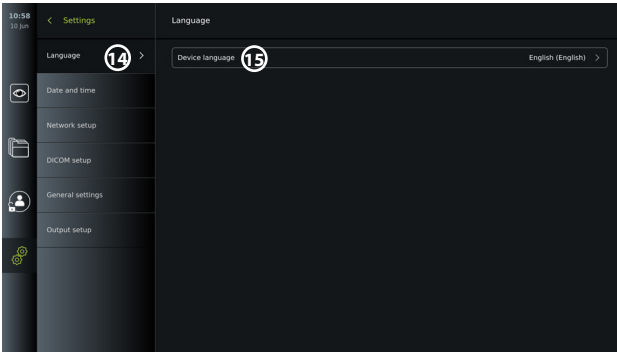 10:58
10 Jun
Settings
Language
Language 14
Date and time
Network setup
DICOM setup
General settings
Output setup
Device language 15 English (English)